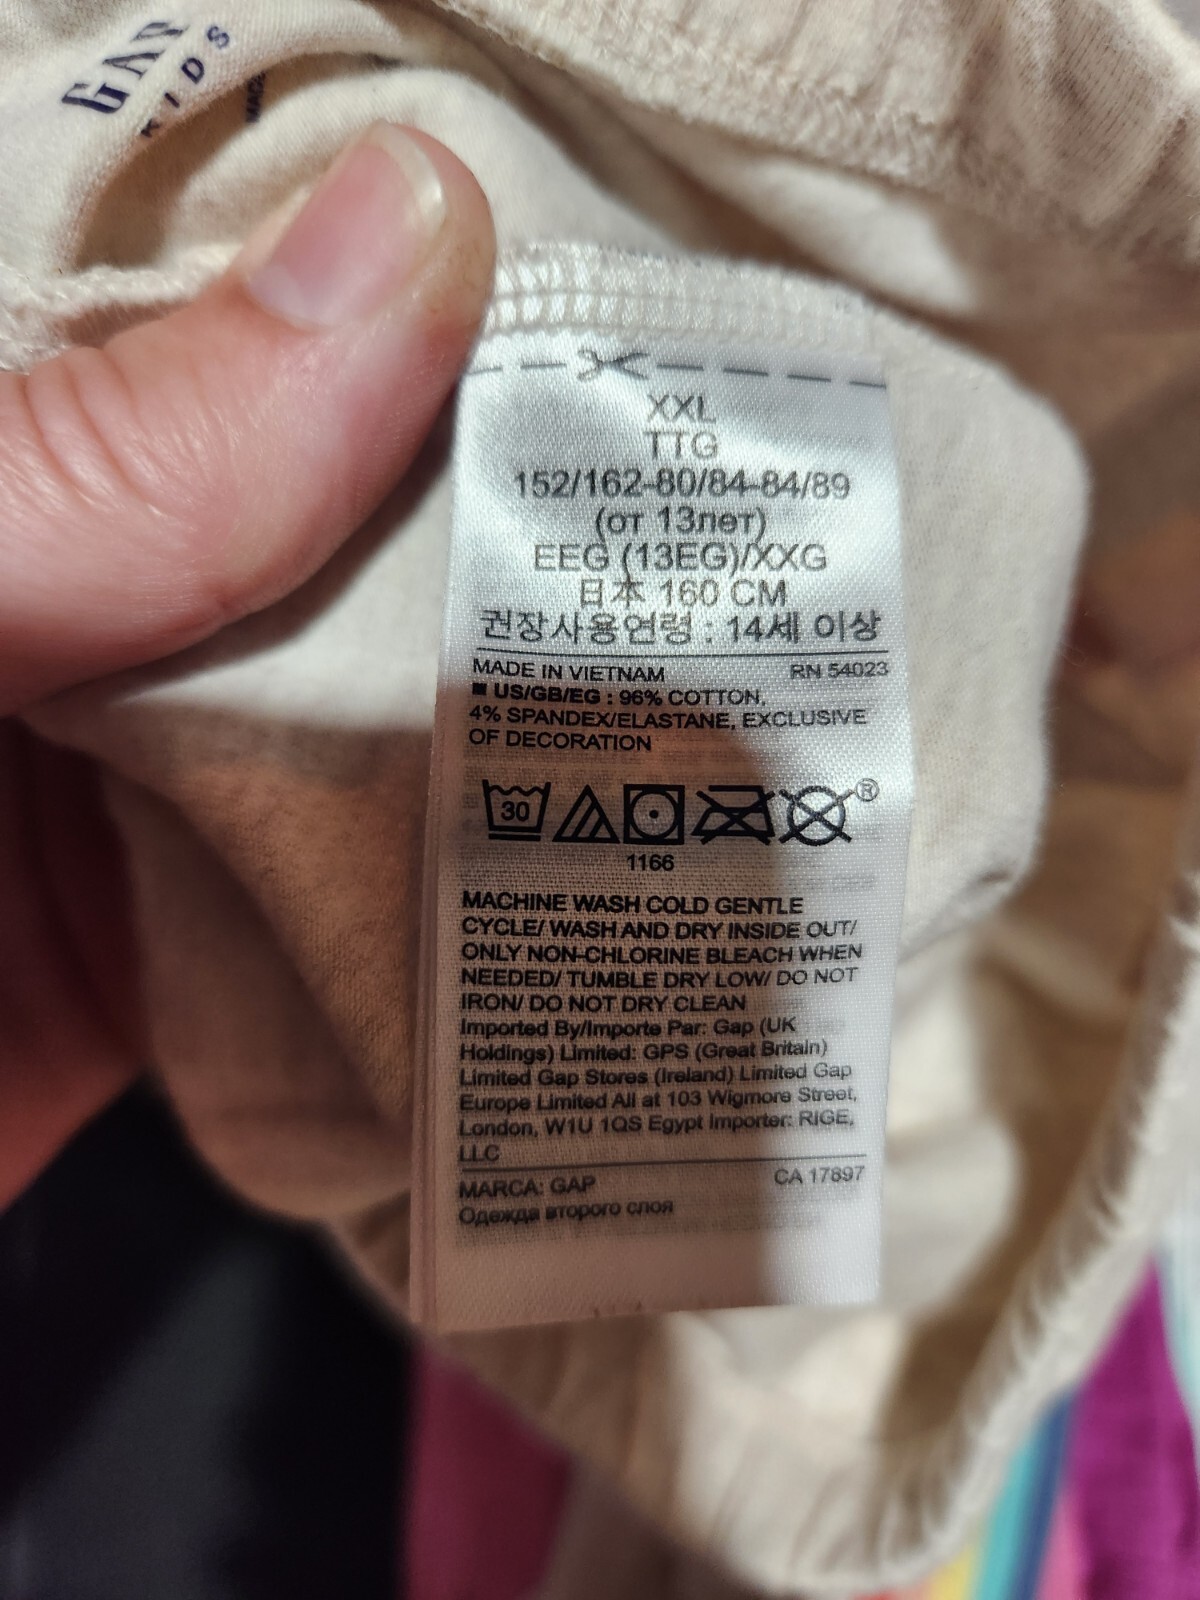 GAP
KIDS
XXL
TTG
152/162-80/84-84/89
(от 13лет)
EEG (13EG)/XXG
日本 160 CM
권장사용연령 : 14세 이상
MADE IN VIETNAM RN 54023
■ US/GB/EG : 96% COTTON,
4% SPANDEX/ELASTANE, EXCLUSIVE
OF DECORATION
30 ®
1166
MACHINE WASH COLD GENTLE
CYCLE/ WASH AND DRY INSIDE OUT/
ONLY NON-CHLORINE BLEACH WHEN
NEEDED/ TUMBLE DRY LOW/ DO NOT
IRON/ DO NOT DRY CLEAN
Imported By/Importe Par: Gap (UK
Holdings) Limited: GPS (Great Britain)
Limited Gap Stores (Ireland) Limited Gap
Europe Limited All at 103 Wigmore Street,
London, W1U 1QS Egypt Importer: RIGE,
LLC
MARCA: GAP CA 17897
Одежда второго слоя